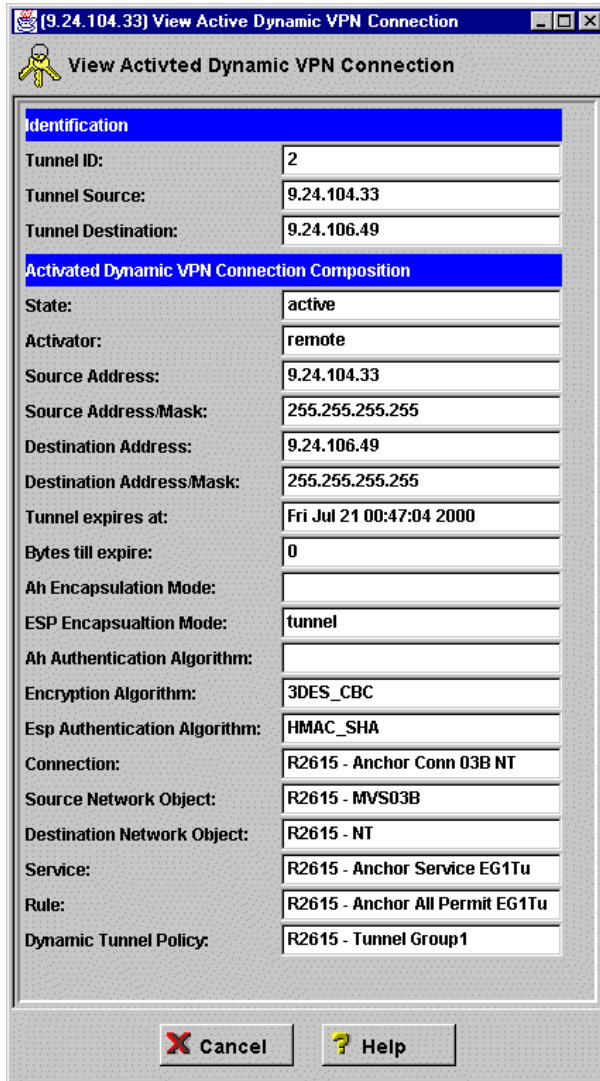 (9.24.104.33) View Active Dynamic VPN Connection
View Activted Dynamic VPN Connection
Identification
Tunnel ID: 2
Tunnel Source: 9.24.104.33
Tunnel Destination: 9.24.106.49
Activated Dynamic VPN Connection Composition
State: active
Activator: remote
Source Address: 9.24.104.33
Source Address/Mask: 255.255.255.255
Destination Address: 9.24.106.49
Destination Address/Mask: 255.255.255.255
Tunnel expires at: Fri Jul 21 00:47:04 2000
Bytes till expire: 0
Ah Encapsulation Mode:
ESP Encapsualtion Mode: tunnel
Ah Authentication Algorithm:
Encryption Algorithm: 3DES_CBC
Esp Authentication Algorithm: HMAC_SHA
Connection: R2615 - Anchor Conn 03B NT
Source Network Object: R2615 - MVS03B
Destination Network Object: R2615 - NT
Service: R2615 - Anchor Service EG1Tu
Rule: R2615 - Anchor All Permit EG1Tu
Dynamic Tunnel Policy: R2615 - Tunnel Group1
Cancel Help